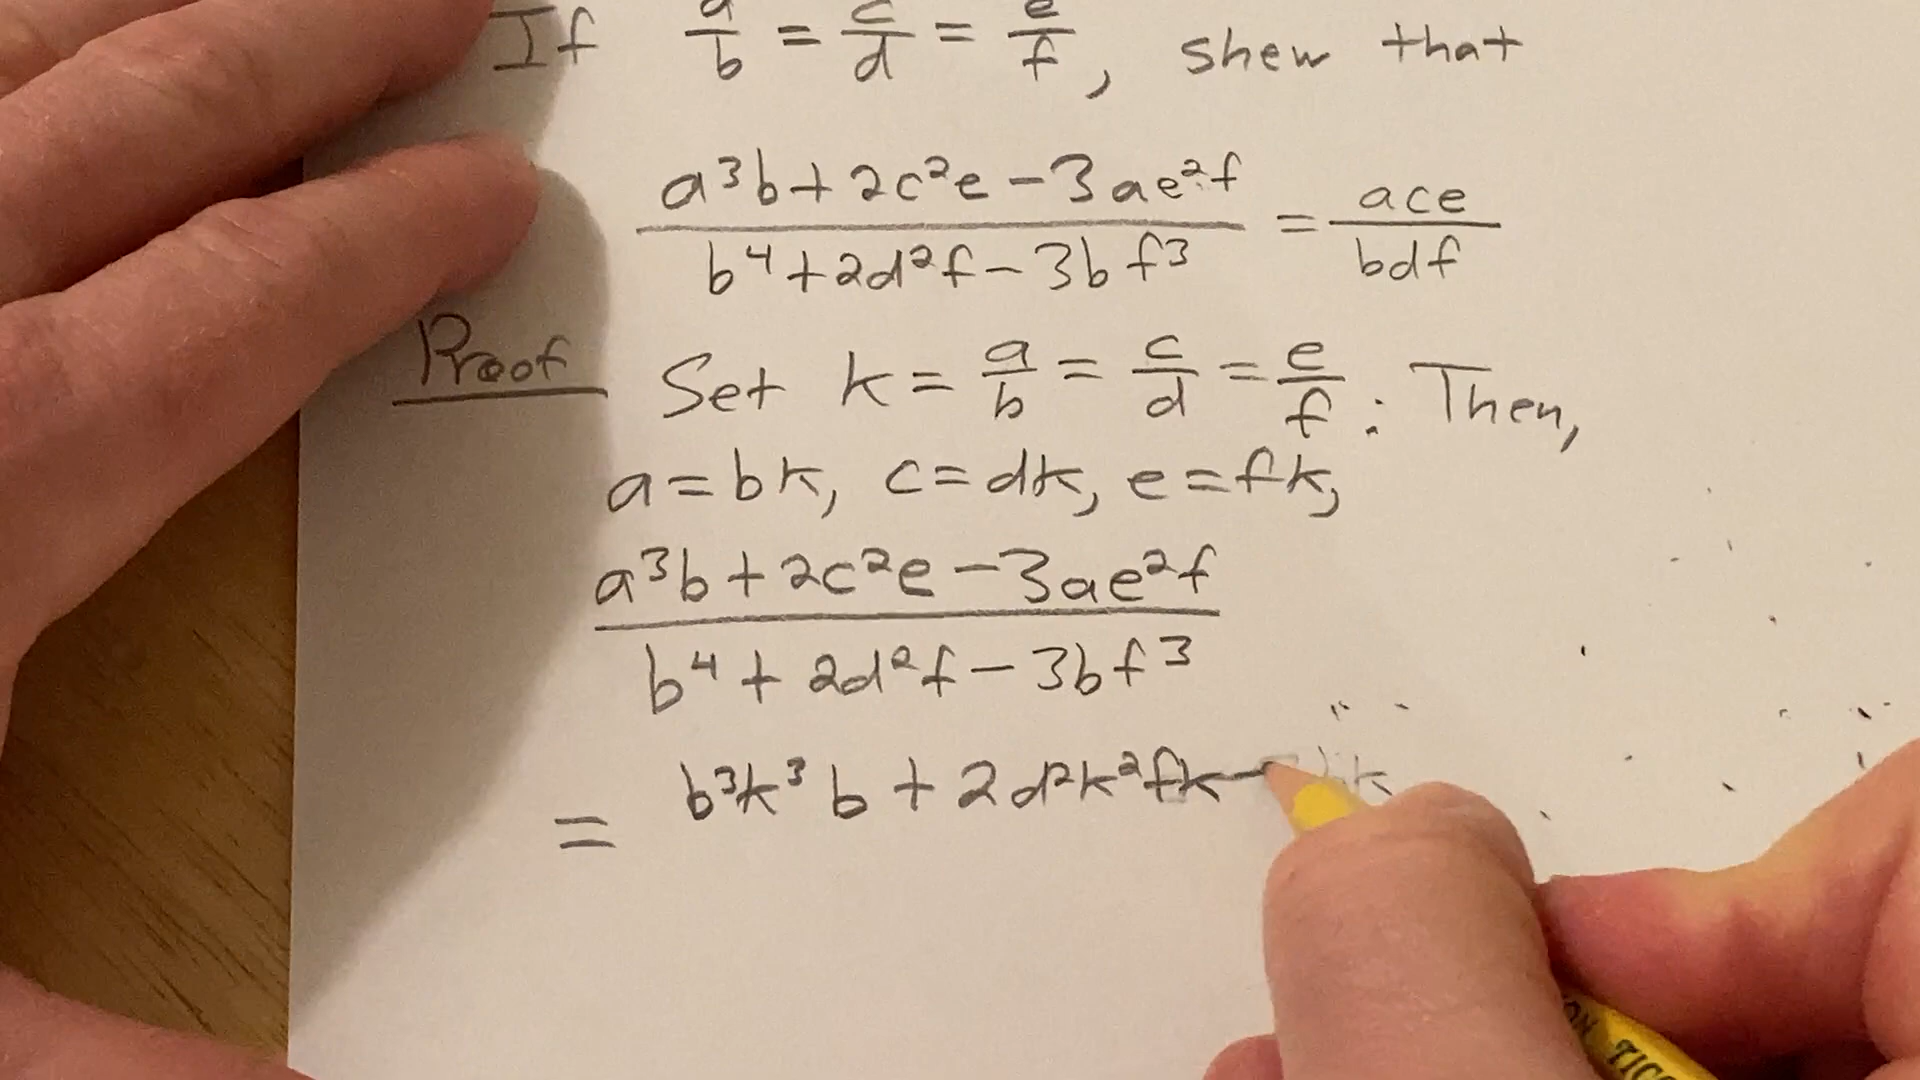 If a/b = c/d = e/f, shew that
(a³b + 2c²e - 3ae²f)/(b⁴ + 2d²f - 3bf³) = ace/bdf
Proof Set k = a/b = c/d = e/f. Then,
a = bk, c = dk, e = fk,
(a³b + 2c²e - 3ae²f)/(b⁴ + 2d²f - 3bf³)
= b³k³b + 2d²k²fk -